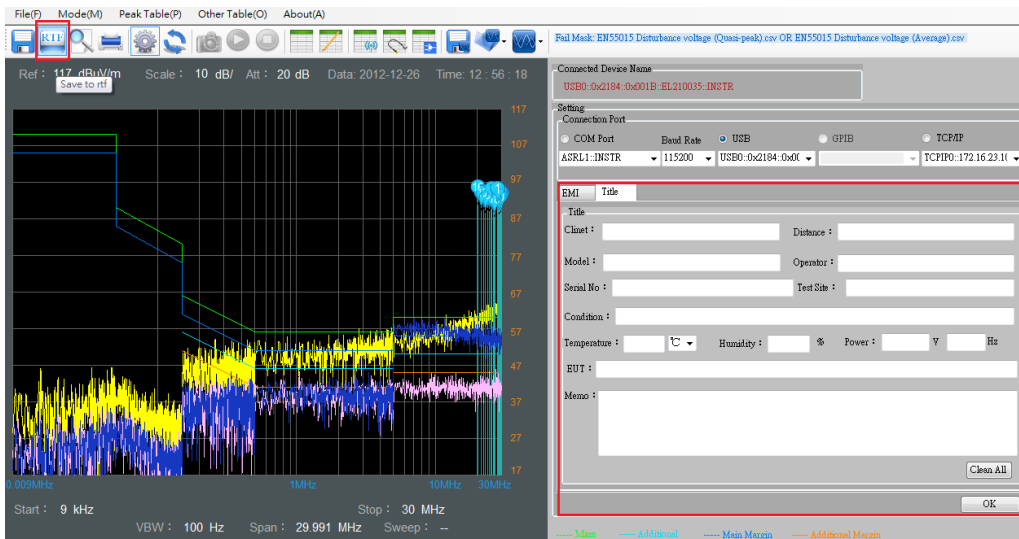 File(F) Mode(M) Peak Table(P) Other Table(O) About(A)
RTF
Save to rtf
Fail Mask: EN55015 Disturbance voltage (Quasi-peak).csv OR EN55015 Disturbance voltage (Average).csv
Ref : 117 dBuV/m Scale : 10 dB/ Att : 20 dB Data: 2012-12-26 Time: 12 : 56 : 18
117
107
97
87
77
67
57
47
37
27
17
0.009MHz 1MHz 10MHz 30MHz
Start : 9 kHz Stop : 30 MHz
VBW : 100 Hz Span : 29.991 MHz Sweep : --
Connected Device Name
USB0::0x2184::0x001B::EL210035::INSTR
Setting
Connection Port
COM Port Baud Rate USB GPIB TCP/IP
ASRL1::INSTR 115200 USB0::0x2184::0x00 TCPIP0::172.16.23.1
EMI Title
Title
Clinet : Distance :
Model : Operator :
Serial No : Test Site :
Condition :
Temperature : ℃ Humidity : % Power : V Hz
EUT :
Memo :
Clean All
OK
----- Main ----- Additional ----- Main Margin ----- Additional Margin